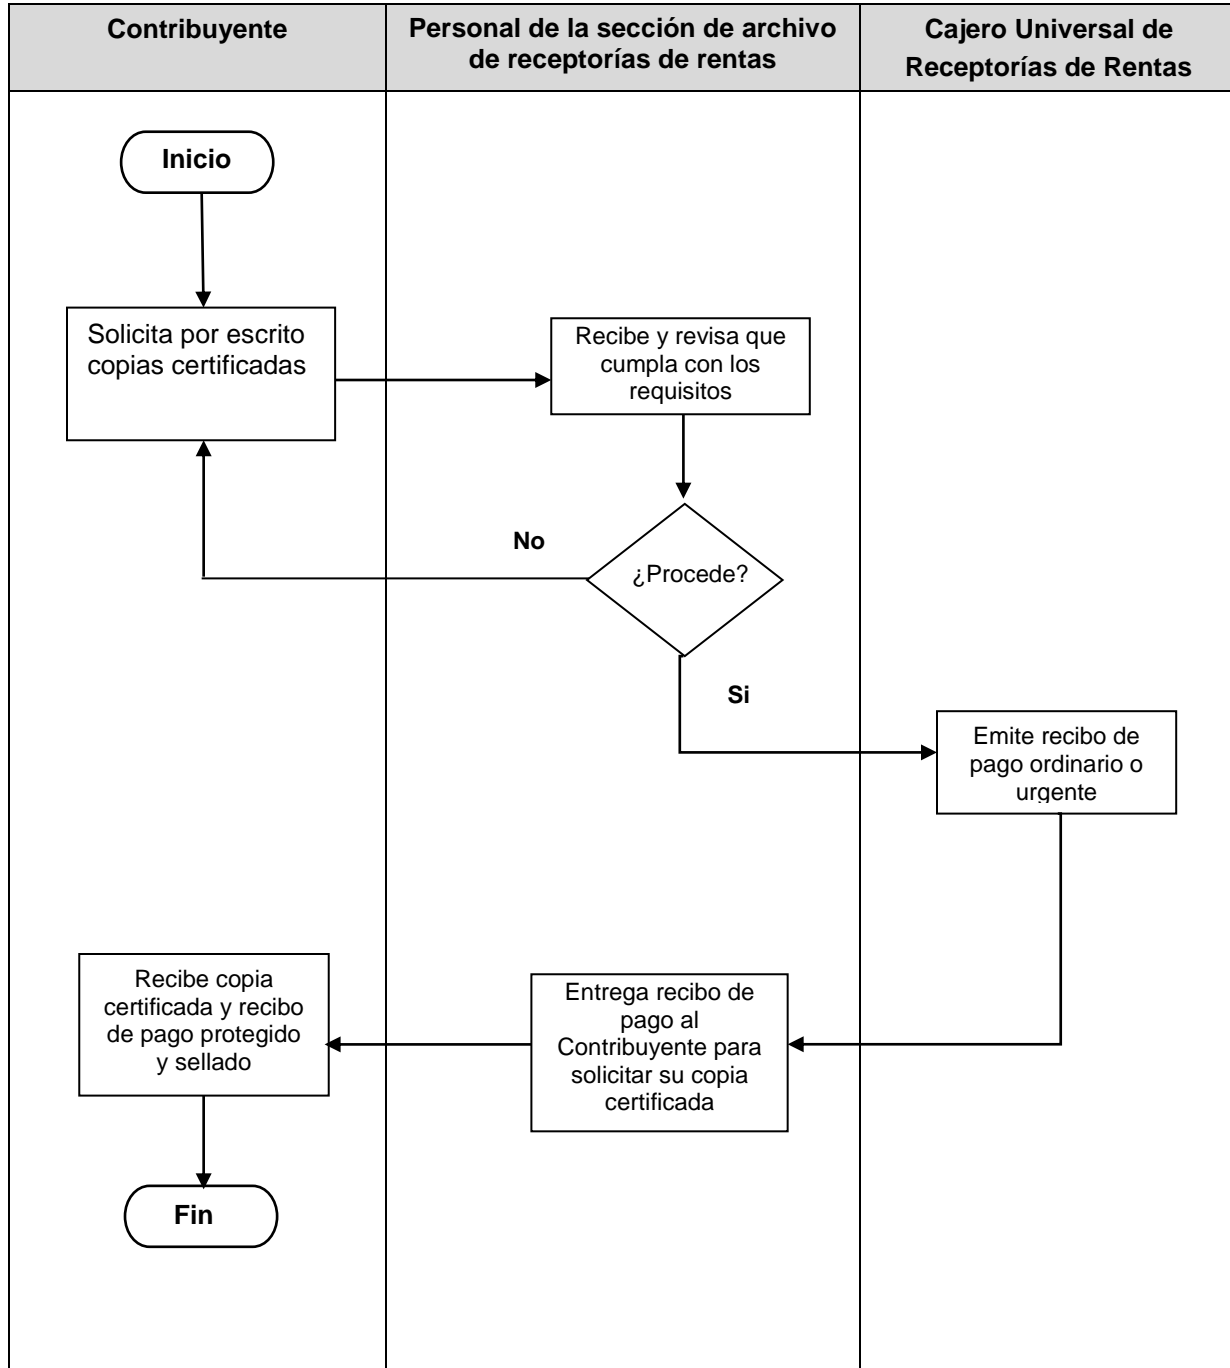 Contribuyente
Personal de la sección de archivo
de receptorías de rentas
Cajero Universal de
Receptorías de Rentas
Inicio
Solicita por escrito
copias certificadas
Recibe y revisa que
cumpla con los
requisitos
No
¿Procede?
Si
Emite recibo de
pago ordinario o
urgente
Entrega recibo de
pago al
Contribuyente para
solicitar su copia
certificada
Recibe copia
certificada y recibo
de pago protegido
y sellado
Fin